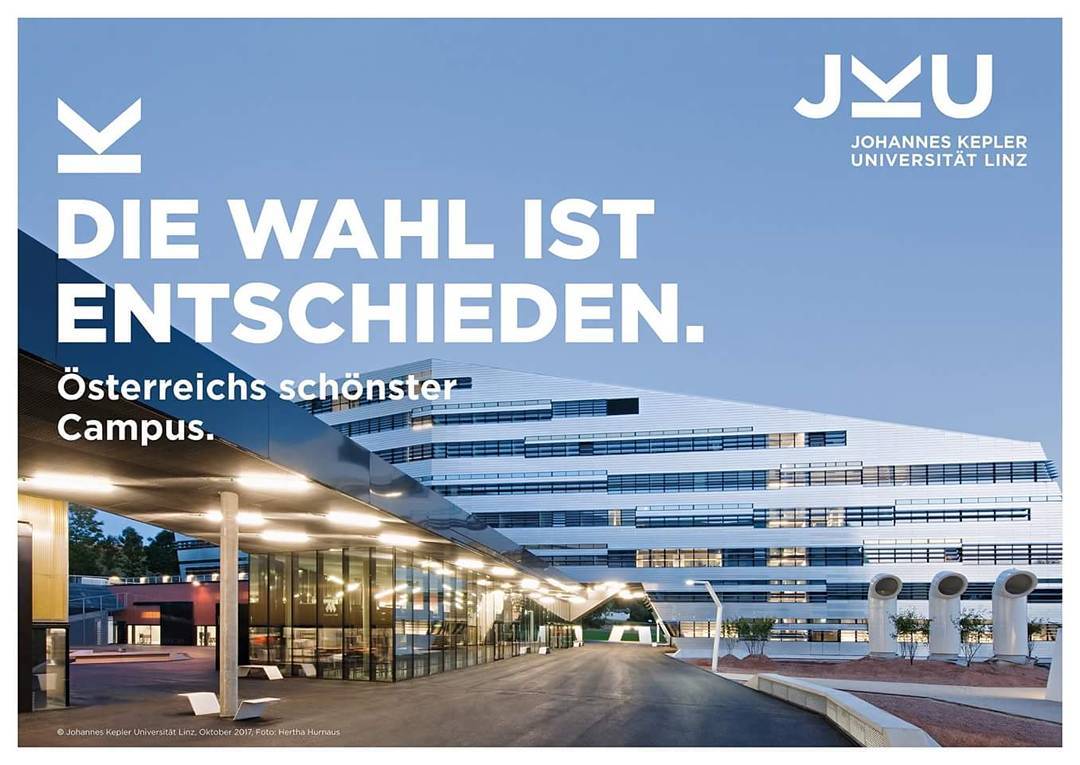 JKU
JOHANNES KEPLER
UNIVERSITÄT LINZ
K
DIE WAHL IST
ENTSCHIEDEN.
Österreichs schönster
Campus.
© Johannes Kepler Universität Linz, Oktober 2017, Foto: Hertha Hurnaus